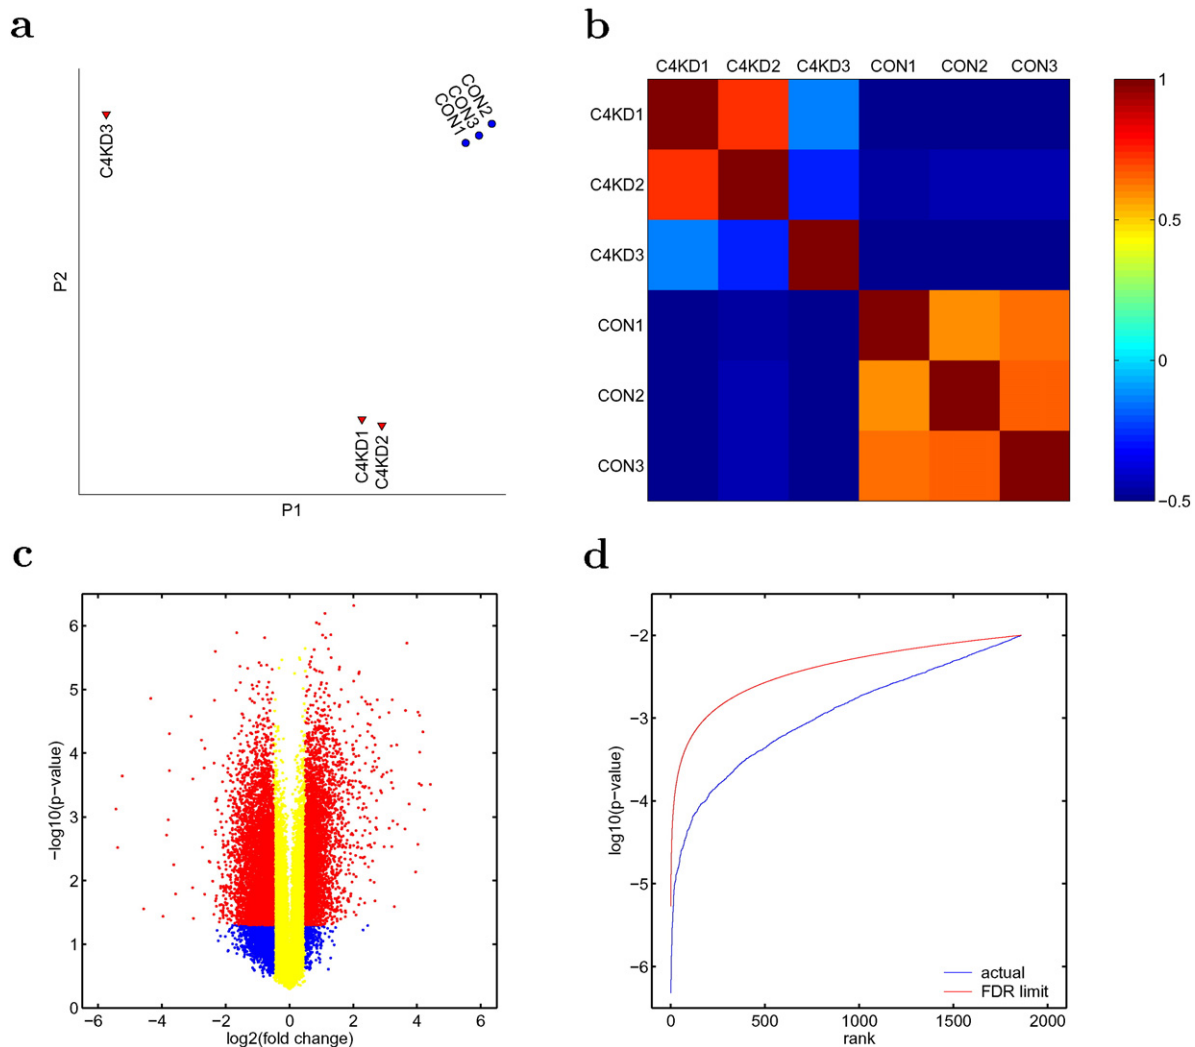 a
C4KD3
CON1
CON3
CON2
C4KD1
C4KD2
P2
P1
b
C4KD1 C4KD2 C4KD3 CON1 CON2 CON3
C4KD1
C4KD2
C4KD3
CON1
CON2
CON3
1
0.5
0
−0.5
c
6
5
4
3
2
1
0
−6 −4 −2 0 2 4 6
−log10(p−value)
log2(fold change)
d
−2
−3
−4
−5
−6
0 500 1000 1500 2000
log10(p−value)
rank
actual
FDR limit